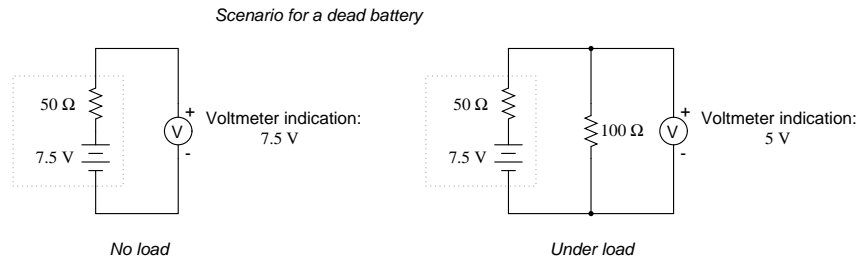 Scenario for a dead battery
50 Ω
7.5 V
+
V
-
Voltmeter indication:
7.5 V
No load
50 Ω
7.5 V
100 Ω
+
V
-
Voltmeter indication:
5 V
Under load